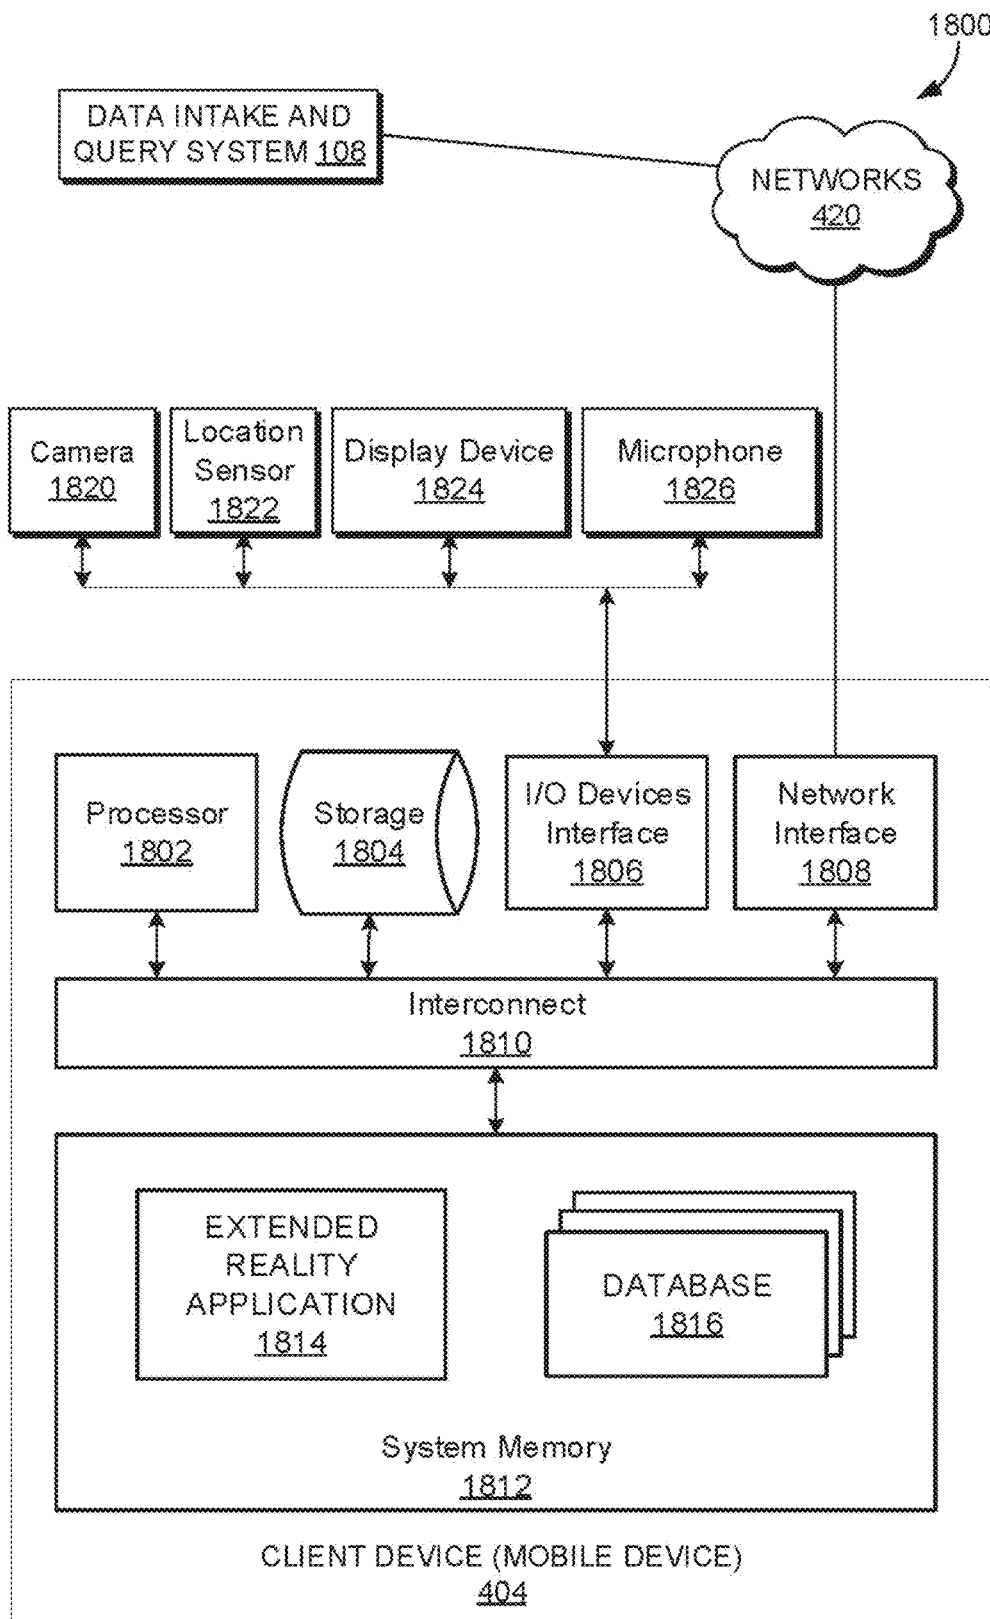 1800
DATA INTAKE AND
QUERY SYSTEM 108
NETWORKS
420
Camera
1820
Location
Sensor
1822
Display Device
1824
Microphone
1826
Processor
1802
Storage
1804
I/O Devices
Interface
1806
Network
Interface
1808
Interconnect
1810
EXTENDED
REALITY
APPLICATION
1814
DATABASE
1816
System Memory
1812
CLIENT DEVICE (MOBILE DEVICE)
404